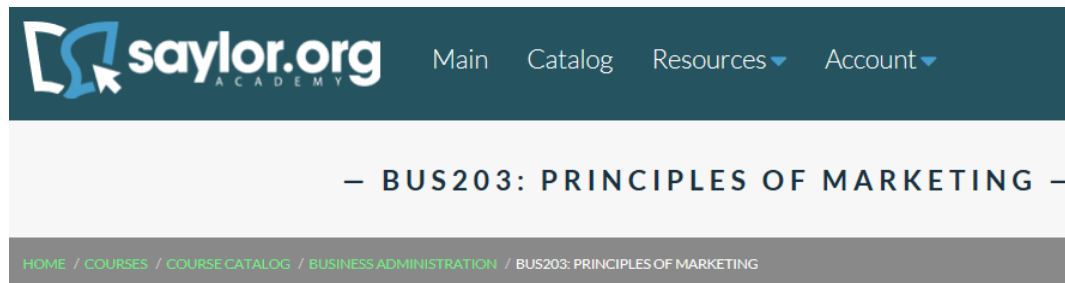 saylor.org
ACADEMY
Main Catalog Resources Account
— BUS203: PRINCIPLES OF MARKETING —
HOME / COURSES / COURSE CATALOG / BUSINESS ADMINISTRATION / BUS203: PRINCIPLES OF MARKETING